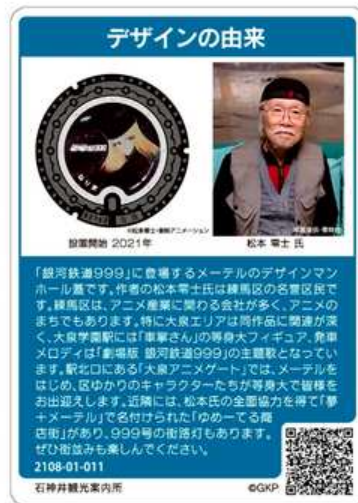 デザインの由来
©松本零士・東映アニメーション
設置開始 2021年
松本 零士 氏
「銀河鉄道999」に登場するメーテルのデザインマン
ホール蓋です。作者の松本零士氏は練馬区の名誉区民で
す。練馬区は、アニメ産業に関わる会社が多く、アニメの
まちでもあります。特に大泉エリアは同作品に関連が深
く、大泉学園駅には「車掌さん」の等身大フィギュア、発車
メロディは「劇場版 銀河鉄道999」の主題歌となってい
ます。駅北口にある「大泉アニメゲート」では、メーテルを
はじめ、区ゆかりのキャラクターたちが等身大で皆様を
お出迎えします。近隣には、松本氏の全面協力を得て「夢
＋メーテル」で名付けられた「ゆめーてる商
店街」があり、999号の街路灯もあります。
ぜひ街並みも楽しんでください。
2108-01-011
石神井観光案内所
©GKP